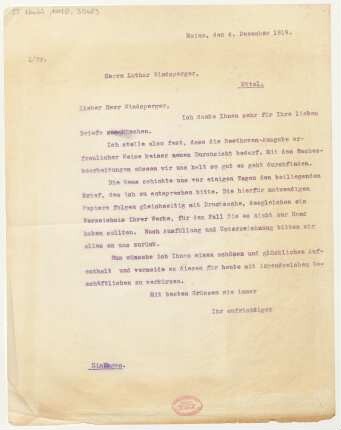 Mainz, den 4. Dezember 1919.
Herrn Lothar Windsperger,
Ettal.
Lieber Herr Windsperger,
Ich danke Ihnen sehr für Ihre lieben
Briefe
Ich stelle also fest, dass die Beethoven-Ausgabe er-
freulicher Weise keiner neuen Durchsicht bedarf. Mit den
bearbeitungen müssen wir uns halt so gut es geht durchfinden.
Die Gema schickte uns vor einigen Tagen den beiliegenden
Brief, dem ich zu entsprechen bitte. Die hierfür notwendigen
Papiere folgen gleichzeitig mit Drucksache, desgleichen ein
Verzeichnis Ihrer Werke, für den Fall Sie es nicht zur Hand
haben sollten. Nach Ausfüllung und Unterzeichnung bitten wir
alles an uns zurück.
Nun wünsche ich Ihnen einen schönen und glücklichen Auf-
enthalt und vermeide es diesen für heute mit irgendwelchen Ge-
schäftlichen zu verkürzen.
Mit besten Grüssen wie immer
Ihr aufrichtiger
Einlagen.